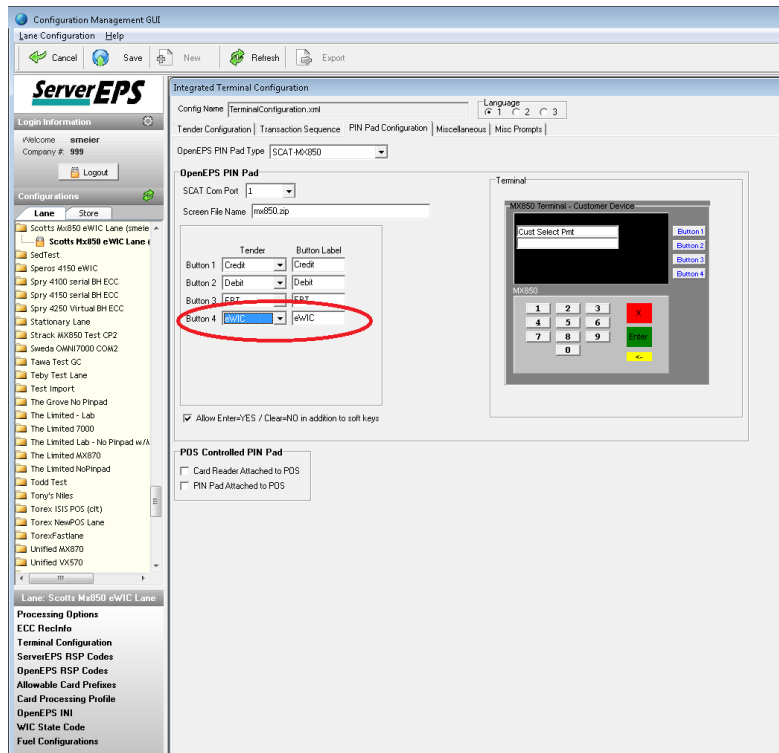 Configuration Management GUI
Lane Configuration Help
Cancel Save New Refresh Export
ServerEPS
Login Information
Welcome smeier
Company #: 999
Logout
Configurations
Lane Store
Scotts Mx850 eWIC Lane (smeie
Scotts Mx850 eWIC Lane (
SedTest
Speros 4150 eWIC
Spry 4100 serial BH ECC
Spry 4150 serial BH ECC
Spry 4250 Virtual BH ECC
Stationary Lane
Strack MX850 Test CP2
Sweda OMNI7000 COM2
Tawa Test GC
Teby Test Lane
Test Import
The Grove No Pinpad
The Limited - Lab
The Limited 7000
The Limited Lab - No Pinpad w/
The Limited MX870
The Limited NoPinpad
Todd Test
Tony's Niles
Torex ISIS POS (clt)
Torex NewPOS Lane
TorexFastlane
Unified MX870
Unified VX570
Lane: Scotts Mx850 eWIC Lane
Processing Options
ECC RecInfo
Terminal Configuration
ServerEPS RSP Codes
OpenEPS RSP Codes
Allowable Card Prefixes
Card Processing Profile
OpenEPS INI
WIC State Code
Fuel Configurations
Integrated Terminal Configuration
Config Name TerminalConfiguration.xml
Language
1 2 3
Tender Configuration Transaction Sequence PIN Pad Configuration Miscellaneous Misc Prompts
OpenEPS PIN Pad Type SCAT-MX850
OpenEPS PIN Pad
SCAT Com Port 1
Screen File Name mx850.zip
Tender Button Label
Button 1 Credit Credit
Button 2 Debit Debit
Button 3 EBT EBT
Button 4 eWIC eWIC
Allow Enter=YES / Clear=NO in addition to soft keys
POS Controlled PIN Pad
Card Reader Attached to POS
PIN Pad Attached to POS
Terminal
MX850 Terminal - Customer Device
Cust Select Pmt
Button 1
Button 2
Button 3
Button 4
MX850
1 2 3 X
4 5 6
7 8 9 Enter
0 <-